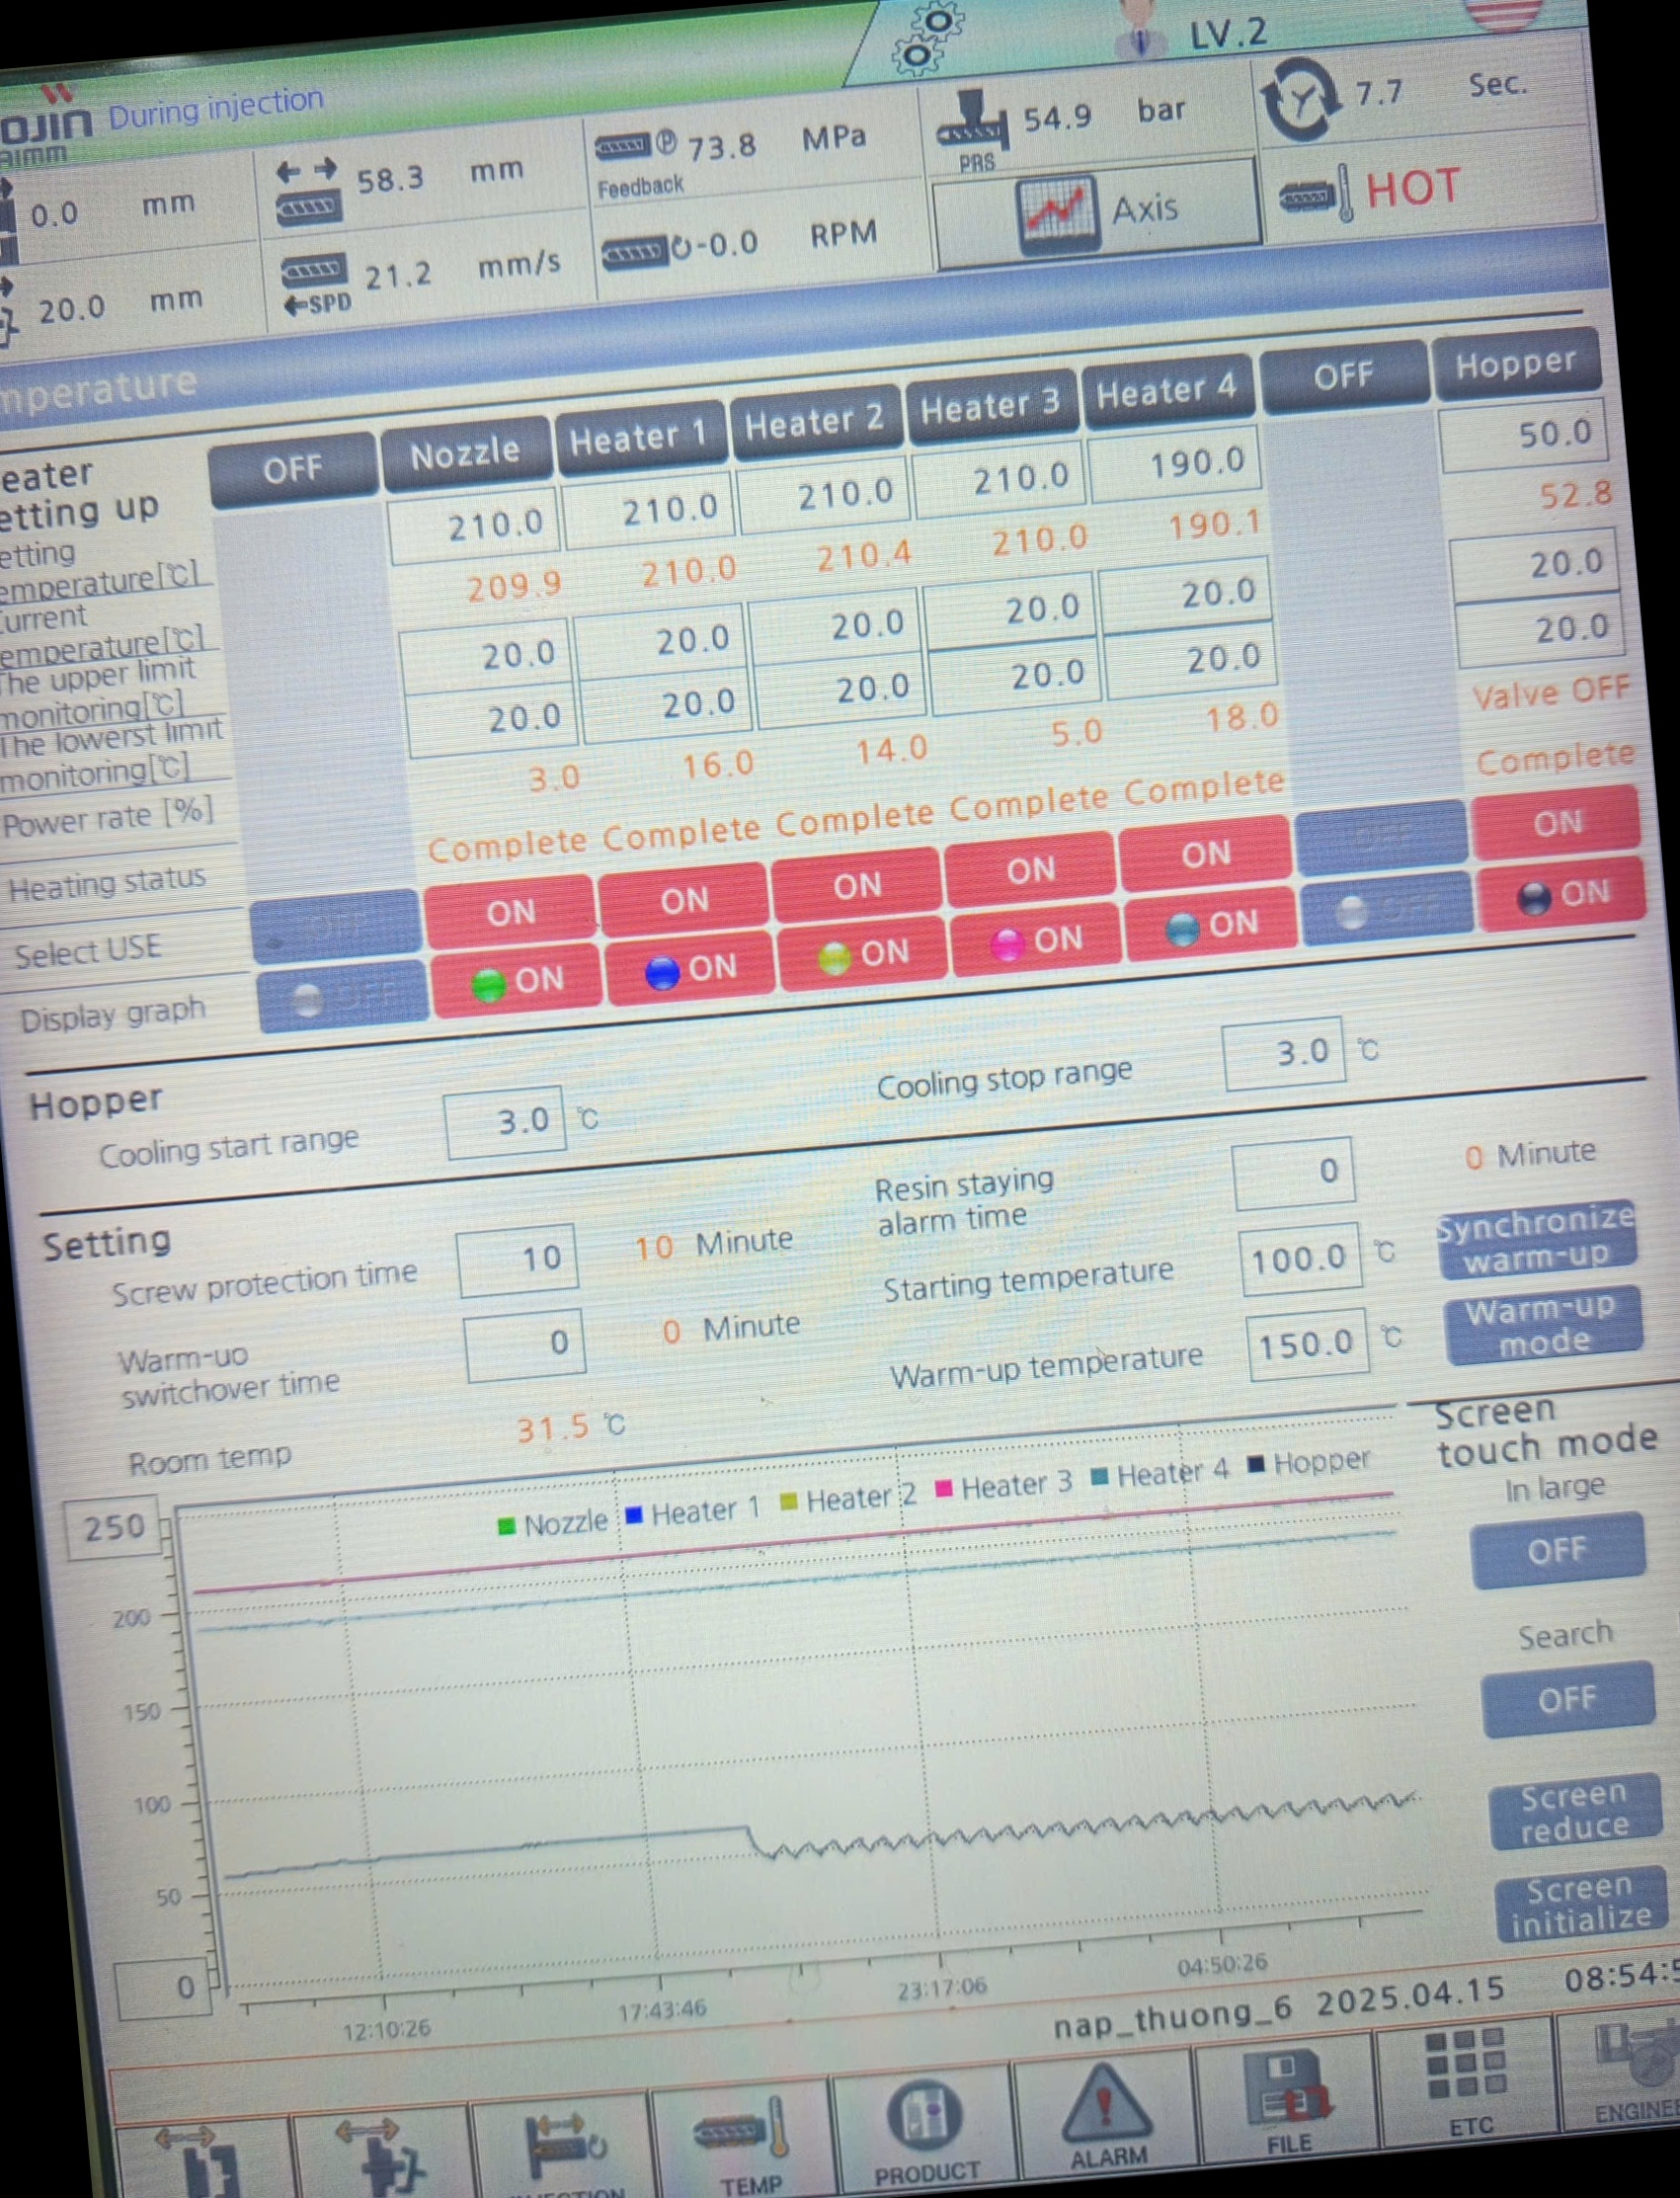 LV.2
OJIN During injection
aimm
0.0 mm
58.3 mm
P 73.8 MPa
Feedback
54.9 bar
PRS
7.7 Sec.
20.0 mm
21.2 mm/s
SPD
-0.0 RPM
Axis
HOT
mperature
OFF Nozzle Heater 1 Heater 2 Heater 3 Heater 4 OFF Hopper
eater
etting up
etting
emperature[℃]
210.0 210.0 210.0 210.0 190.0 50.0
urrent
emperature[℃]
209.9 210.0 210.4 210.0 190.1 52.8
The upper limit
monitoring[℃]
20.0 20.0 20.0 20.0 20.0 20.0
The lowerst limit
monitoring[℃]
20.0 20.0 20.0 20.0 20.0 20.0
Power rate [%] 3.0 16.0 14.0 5.0 18.0 Valve OFF
Heating status Complete Complete Complete Complete Complete Complete
Select USE OFF ON ON ON ON ON OFF ON
Display graph OFF ON ON ON ON ON OFF ON
Hopper
Cooling start range 3.0 ℃ Cooling stop range 3.0 ℃
Setting
Screw protection time 10 10 Minute
Resin staying
alarm time
0 0 Minute
Warm-uo
switchover time
0 0 Minute
Starting temperature 100.0 ℃
Synchronize
warm-up
Room temp 31.5 ℃
Warm-up temperature 150.0 ℃
Warm-up
mode
Nozzle Heater 1 Heater 2 Heater 3 Heater 4 Hopper
250
200
150
100
50
0
12:10:26 17:43:46 23:17:06 04:50:26
Screen
touch mode
In large
OFF
Search
OFF
Screen
reduce
Screen
initialize
nap_thuong_6 2025.04.15 08:54:5
TEMP PRODUCT ALARM FILE ETC ENGINEE